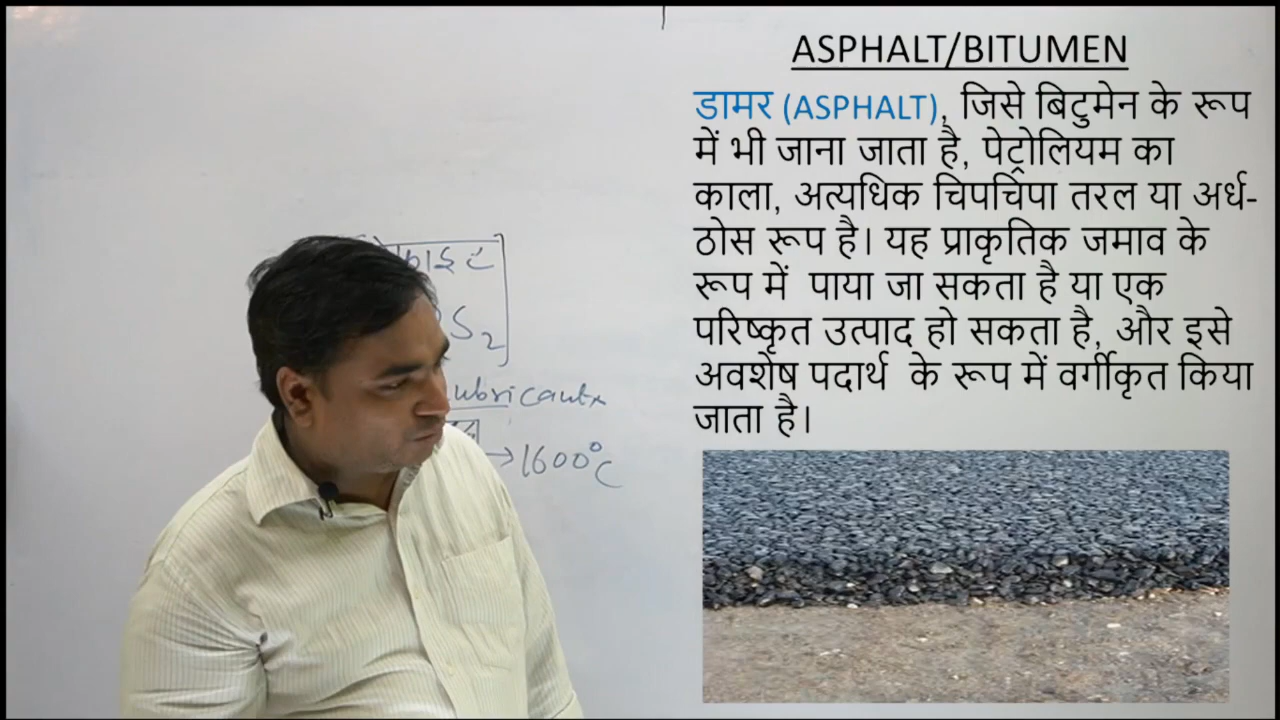 ASPHALT/BITUMEN
डामर (ASPHALT), जिसे बिटुमेन के रूप
में भी जाना जाता है, पेट्रोलियम का
काला, अत्यधिक चिपचिपा तरल या अर्ध-
ठोस रूप है। यह प्राकृतिक जमाव के
रूप में पाया जा सकता है या एक
परिष्कृत उत्पाद हो सकता है, और इसे
अवशेष पदार्थ के रूप में वर्गीकृत किया
जाता है।
S₂
→1600°C